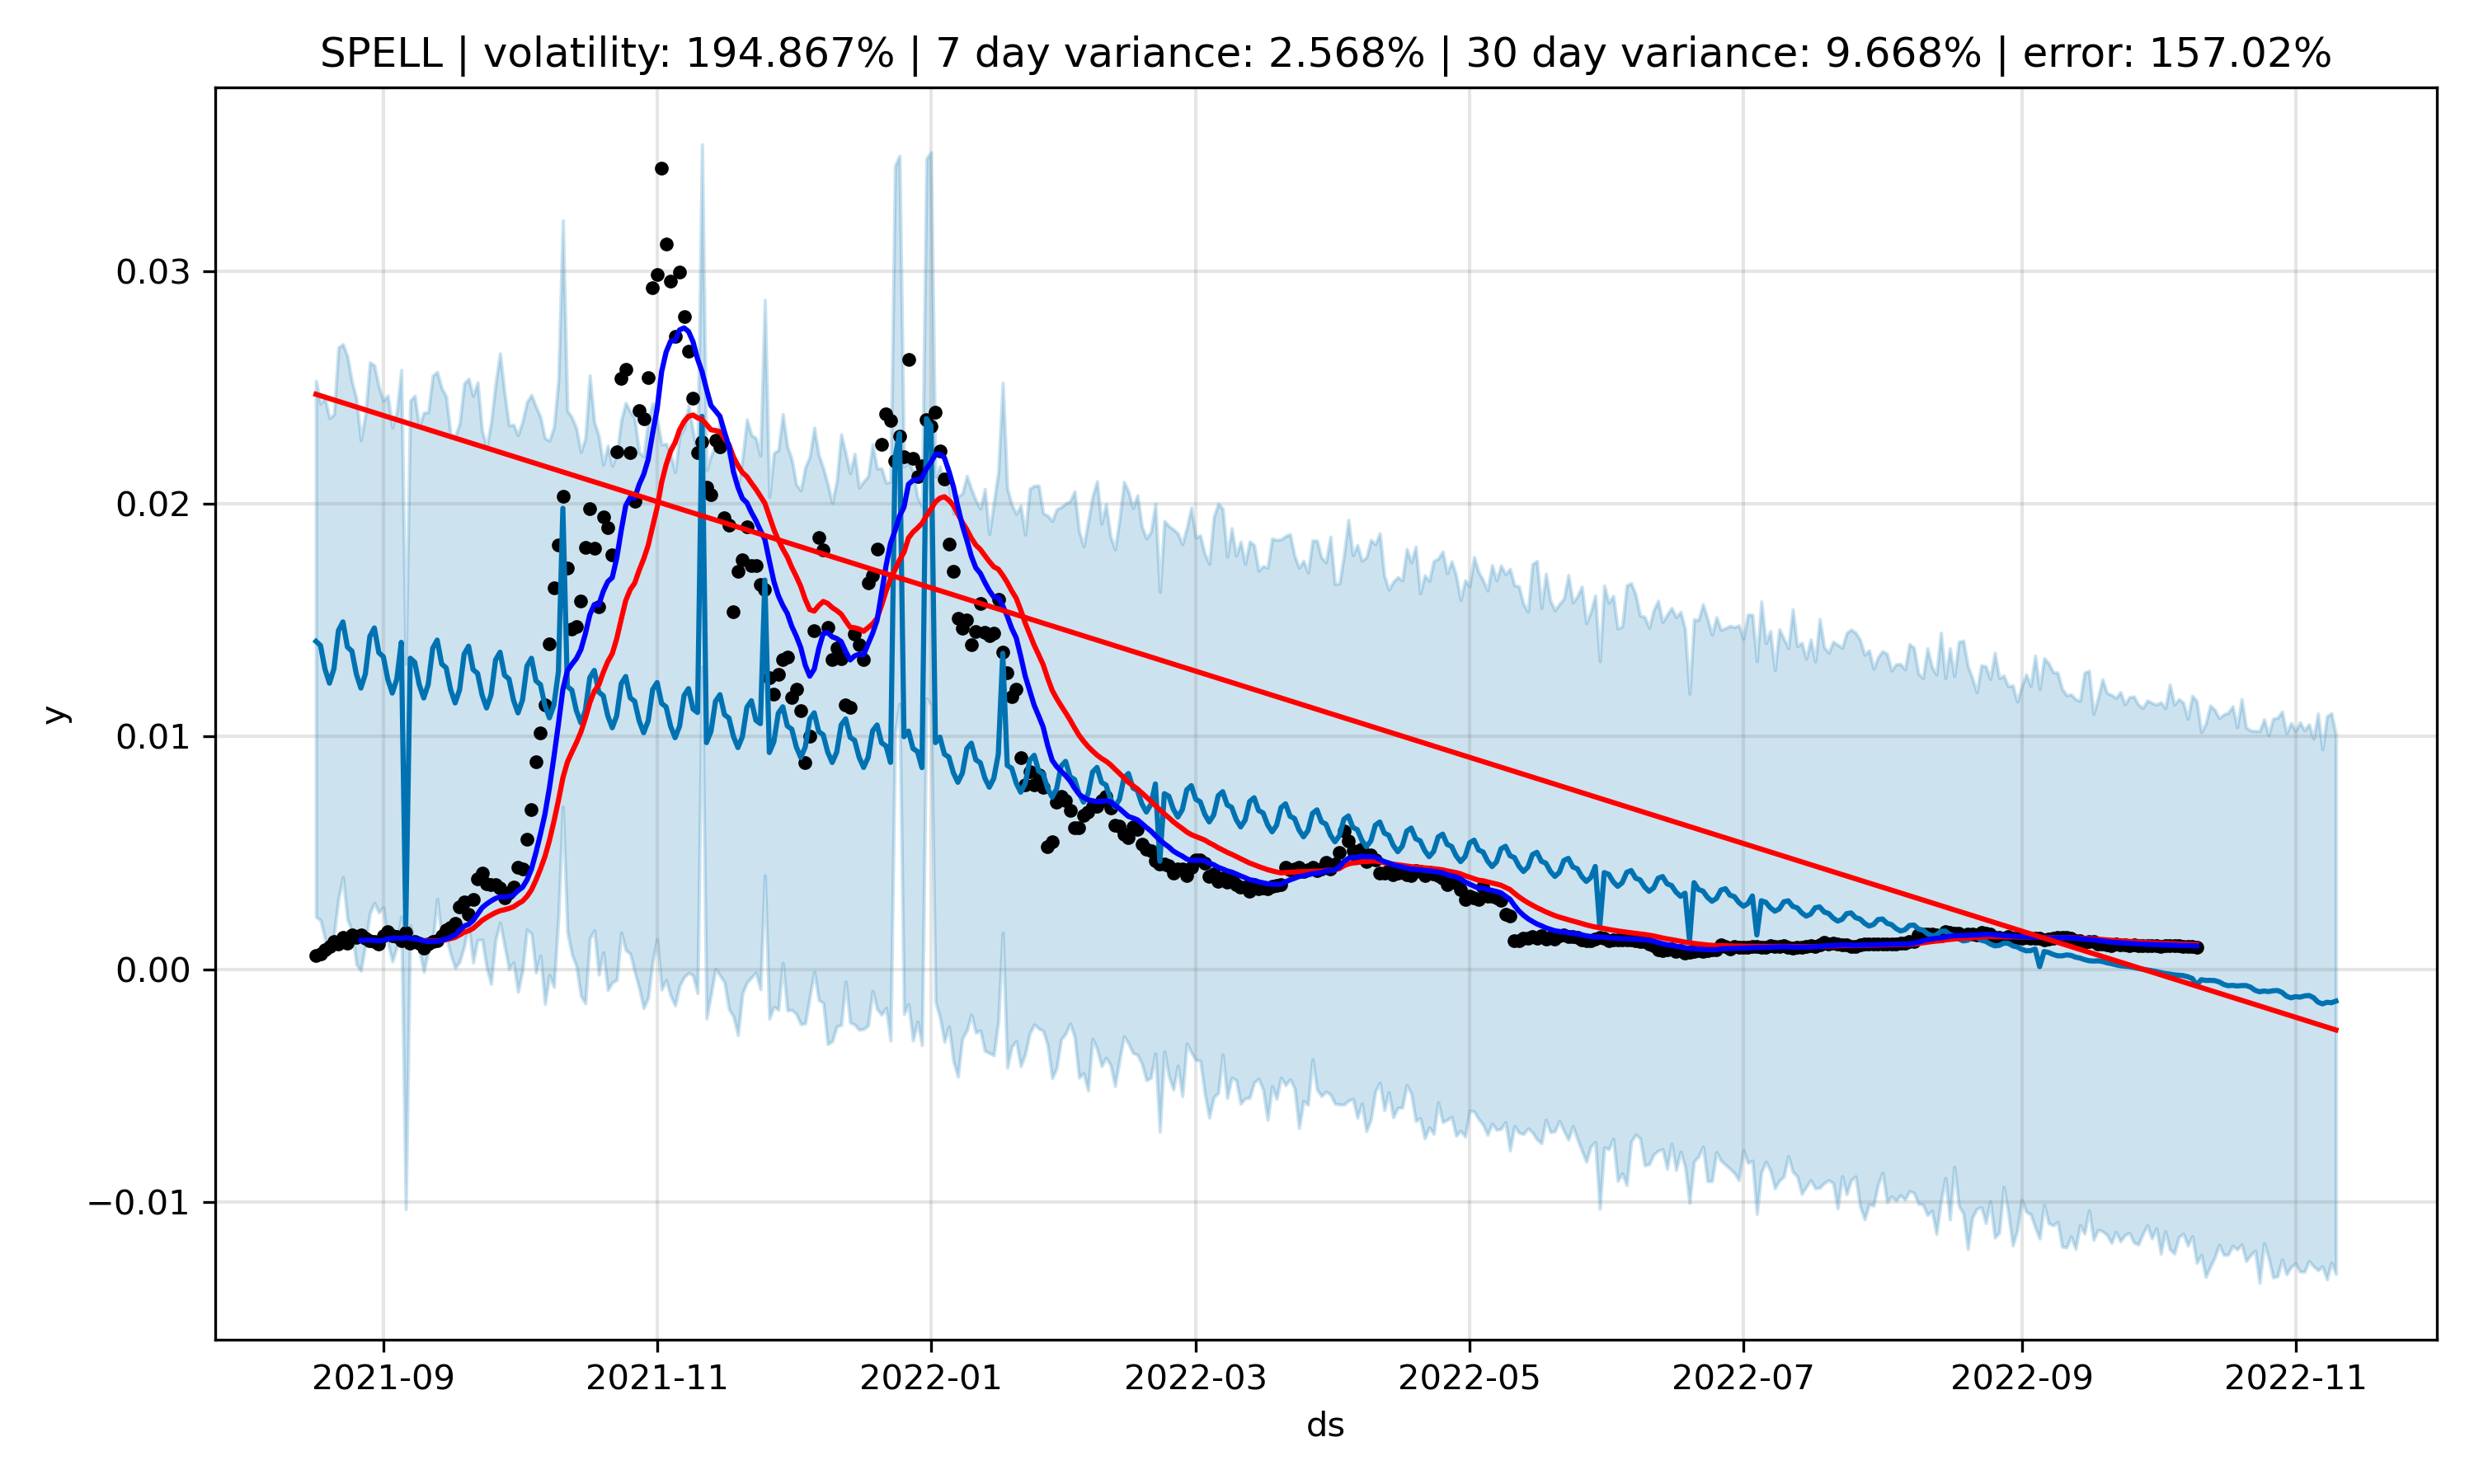 SPELL | volatility: 194.867% | 7 day variance: 2.568% | 30 day variance: 9.668% | error: 157.02%
y
0.03
0.02
0.01
0.00
−0.01
2021-09 2021-11 2022-01 2022-03 2022-05 2022-07 2022-09 2022-11
ds